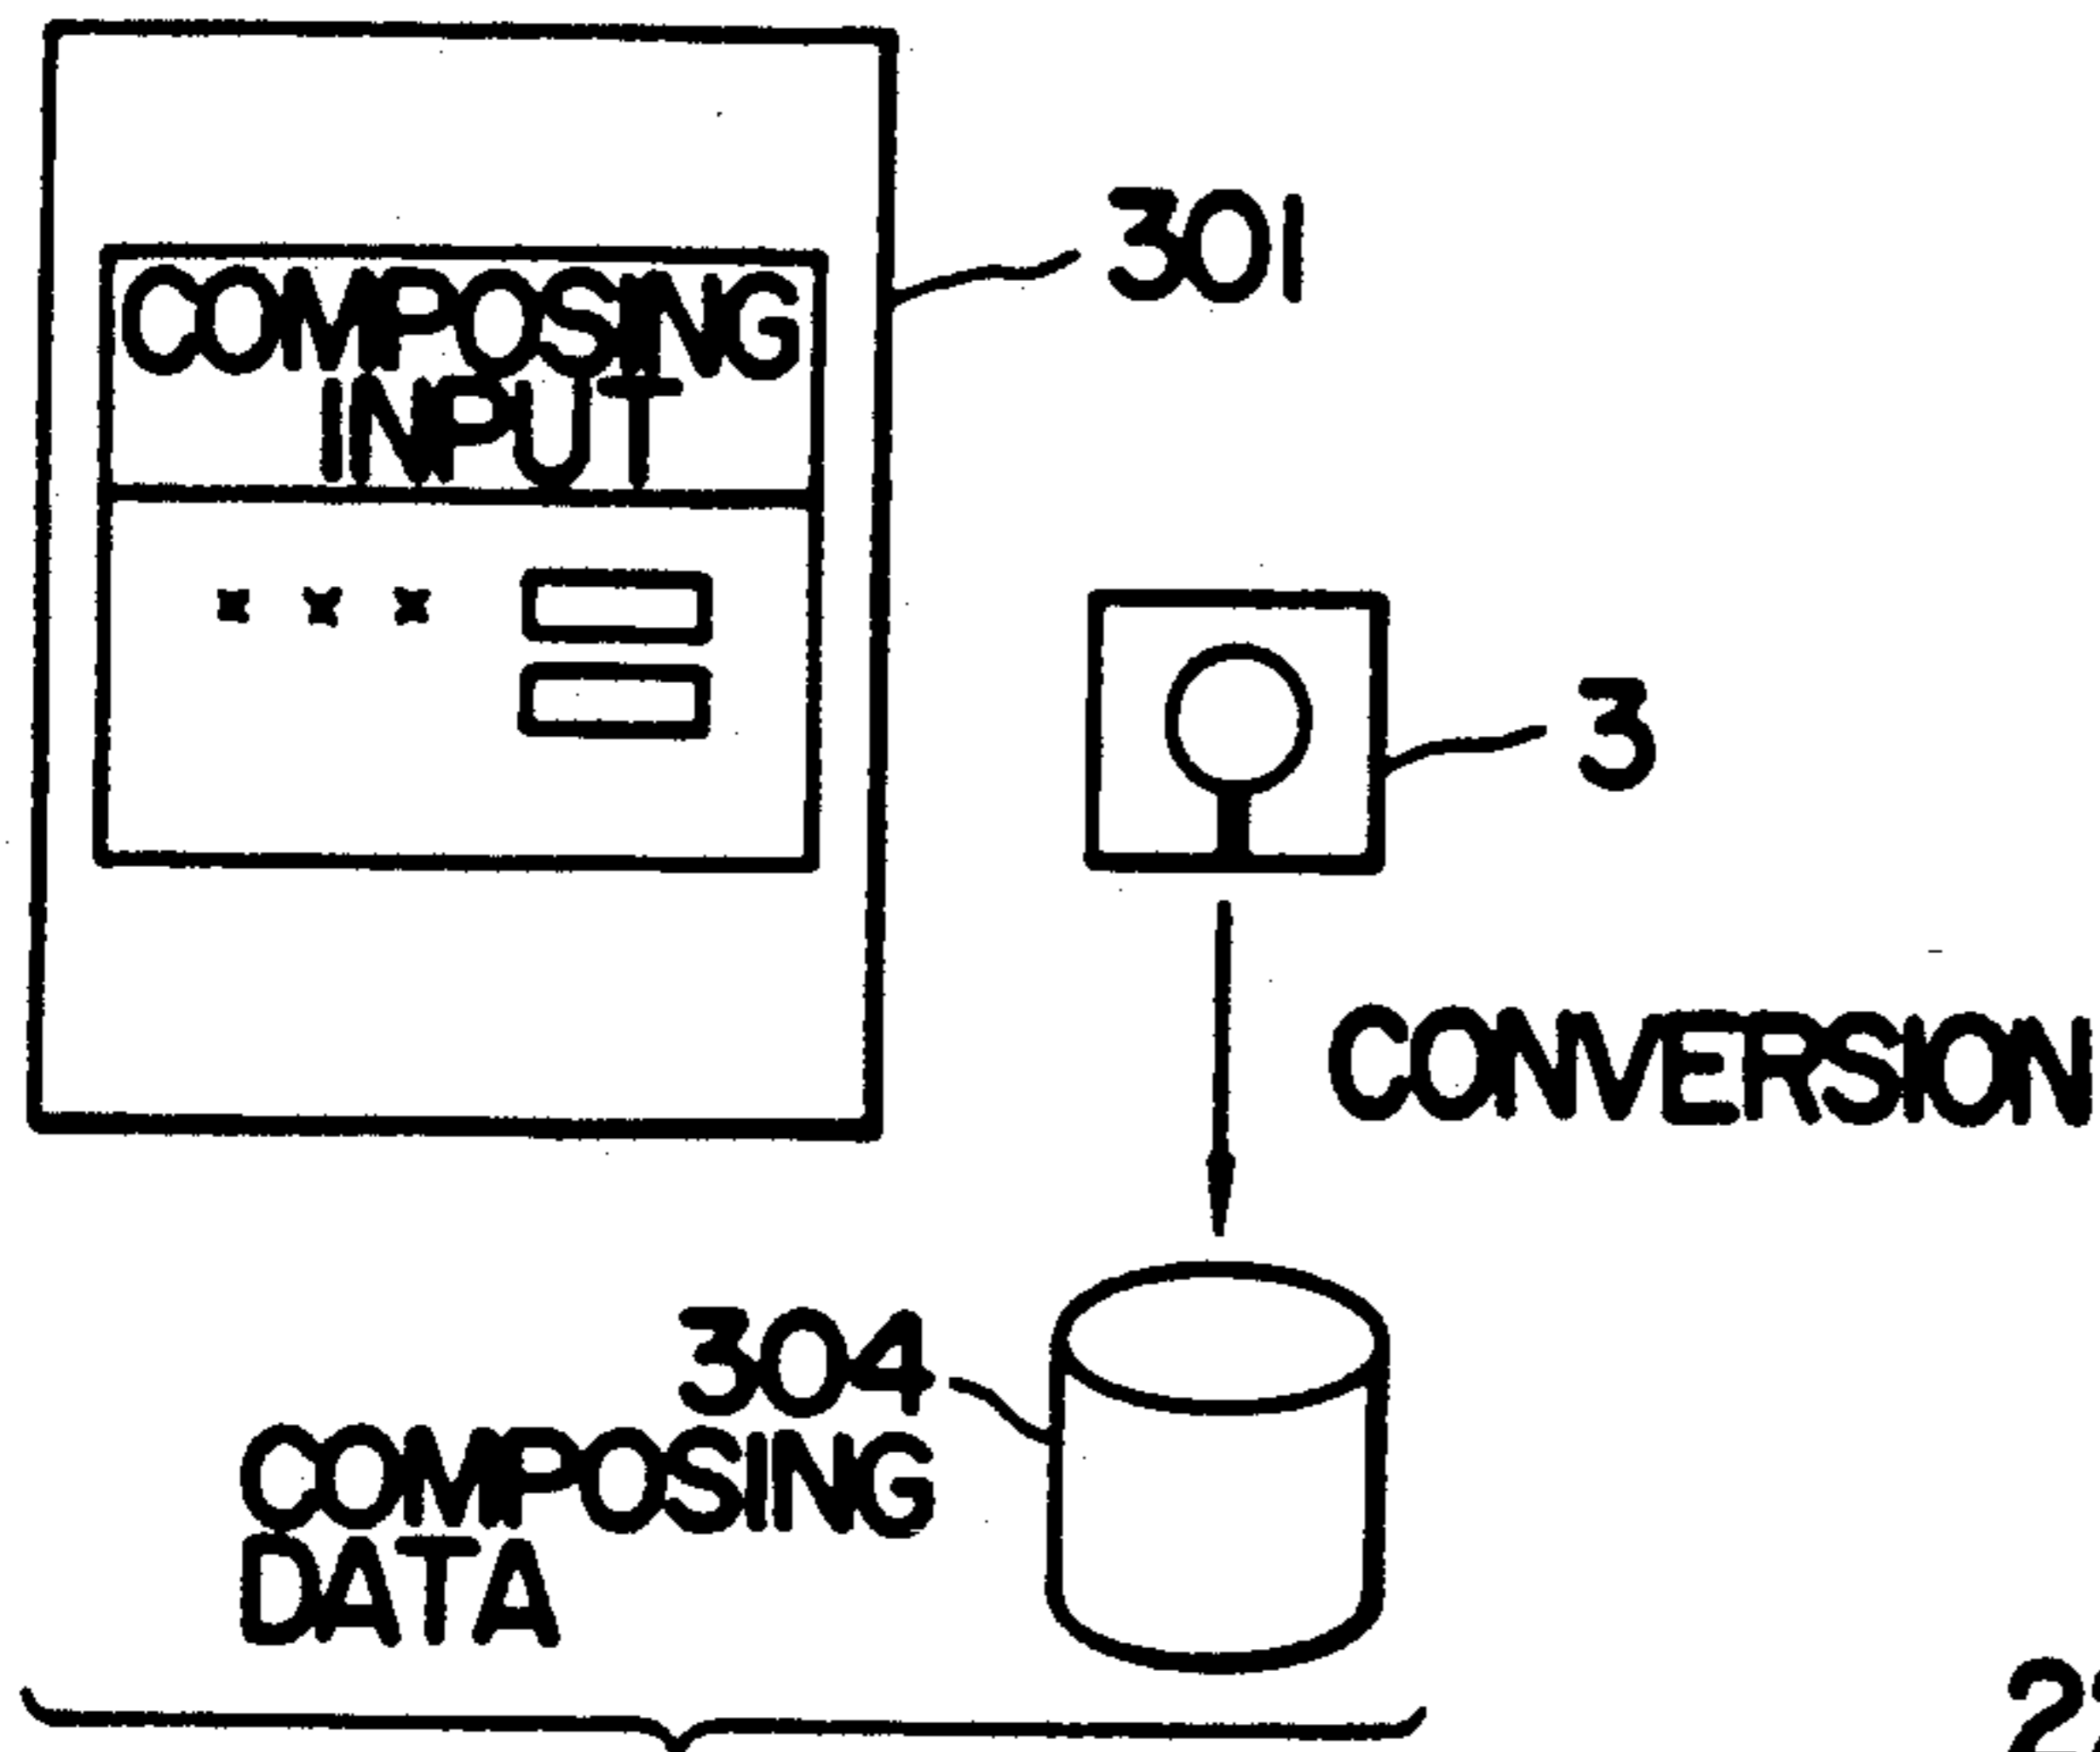 301
COMPOSING
INPUT
3
CONVERSION
304
COMPOSING
DATA